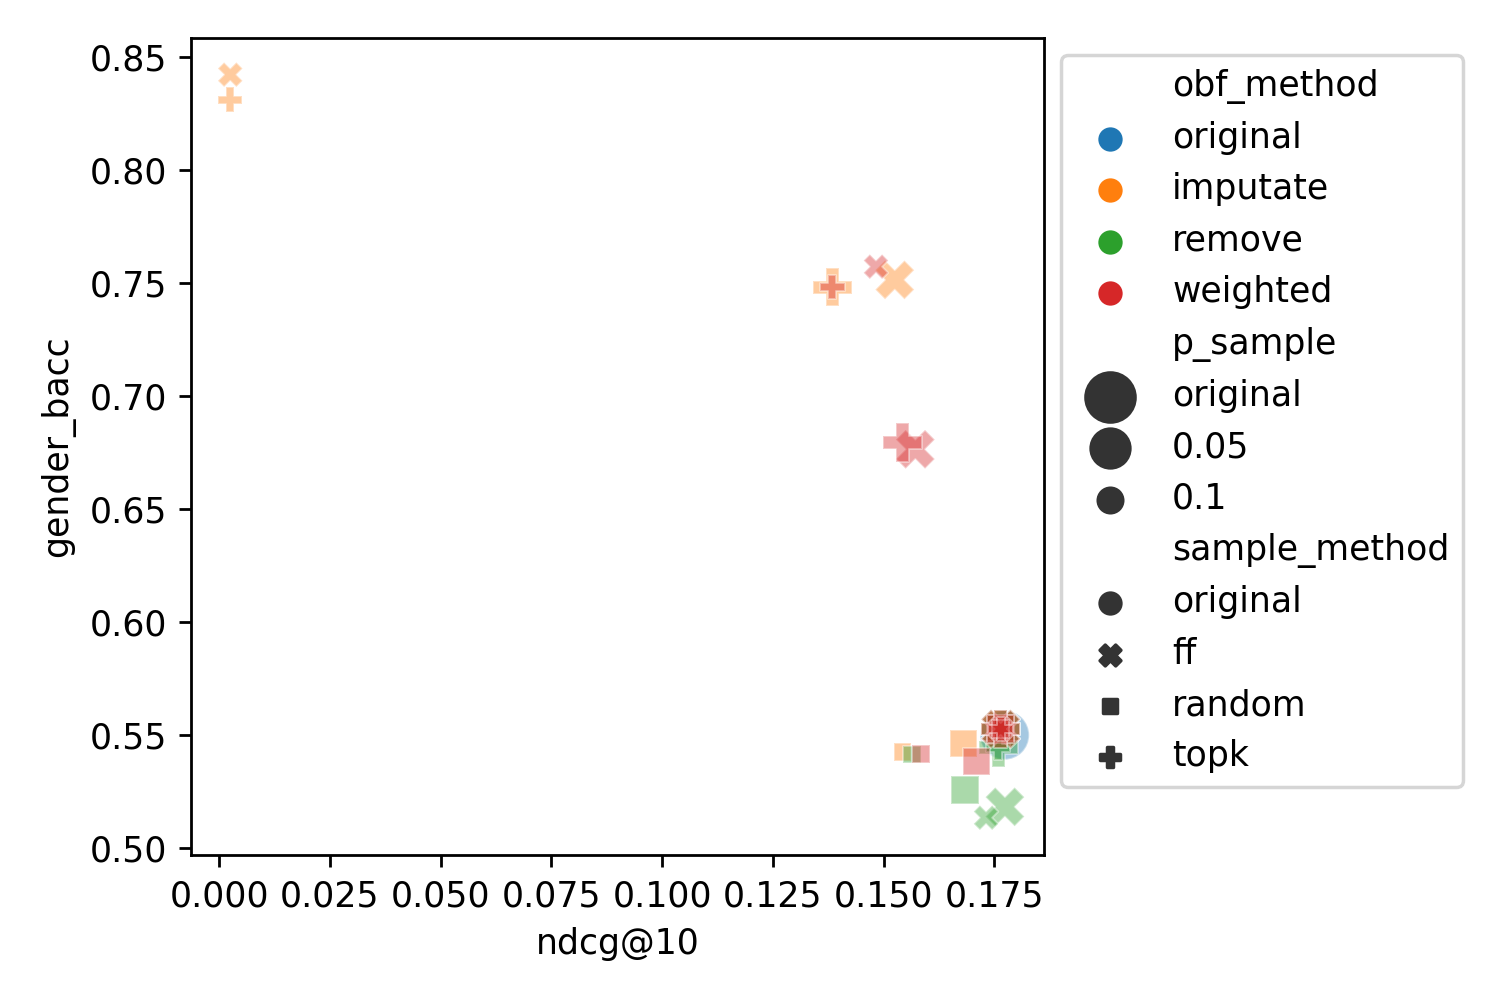 0.85
0.80
0.75
0.70
0.65
0.60
0.55
0.50
gender_bacc
0.000 0.025 0.050 0.075 0.100 0.125 0.150 0.175
ndcg@10
obf_method
original
imputate
remove
weighted
p_sample
original
0.05
0.1
sample_method
original
ff
random
topk